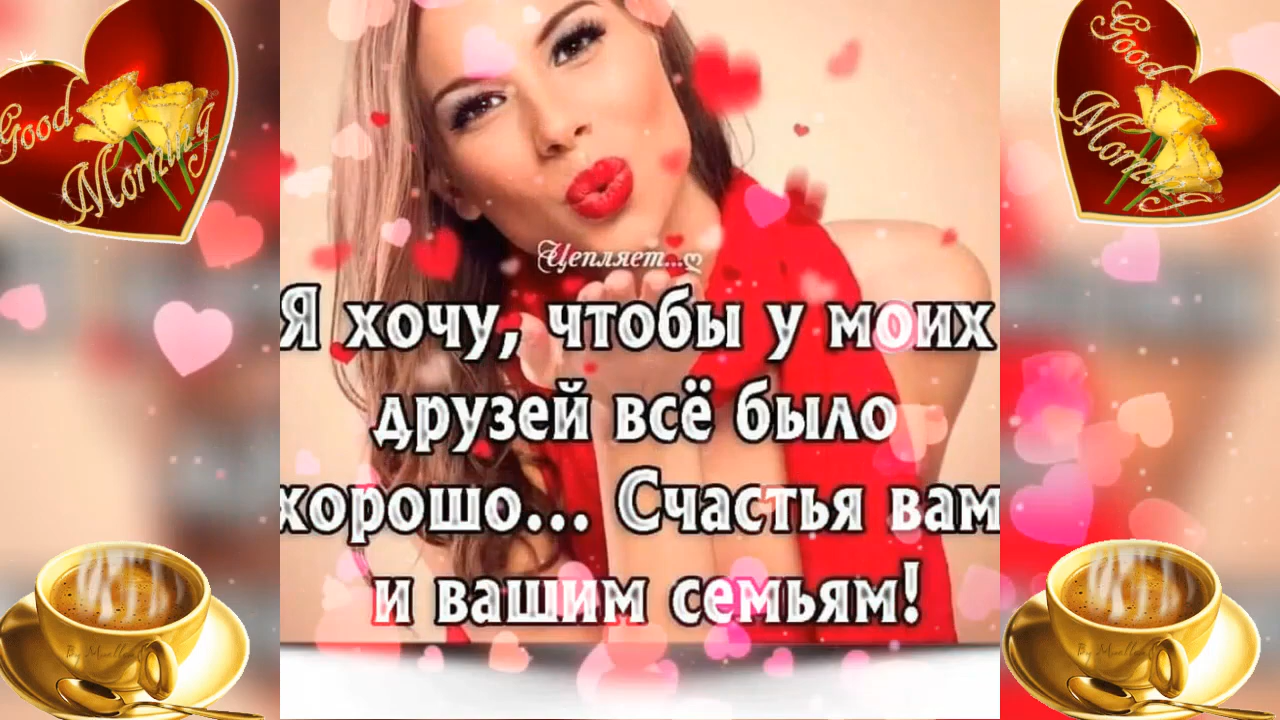 Good
Morning
Good
Morning
Цепляет...ღ
Я хочу, чтобы у моих
друзей всё было
хорошо... Счастья вам
и вашим семьям!